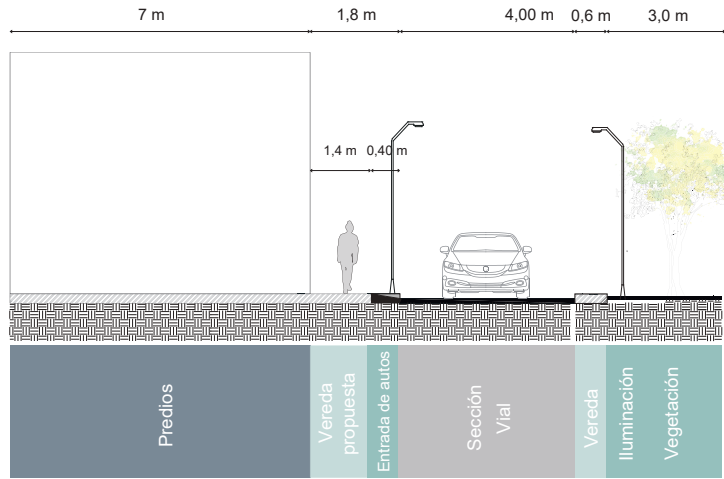 7 m 1,8 m 4,00 m 0,6 m 3,0 m
1,4 m 0,40 m
Predios
Vereda
propuesta
Entrada de autos
Sección
Vial
Vereda
Iluminación
Vegetación